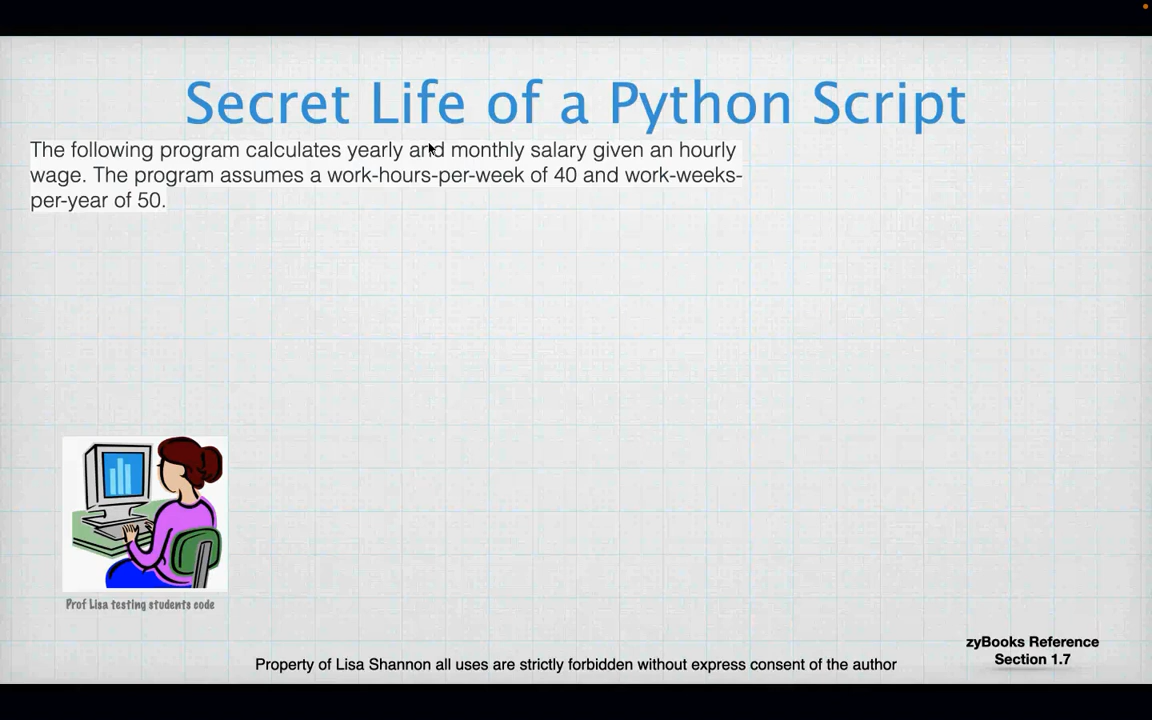 Secret Life of a Python Script
The following program calculates yearly and monthly salary given an hourly
wage. The program assumes a work-hours-per-week of 40 and work-weeks-
per-year of 50.
Prof Lisa testing students code
zyBooks Reference
Section 1.7
Property of Lisa Shannon all uses are strictly forbidden without express consent of the author